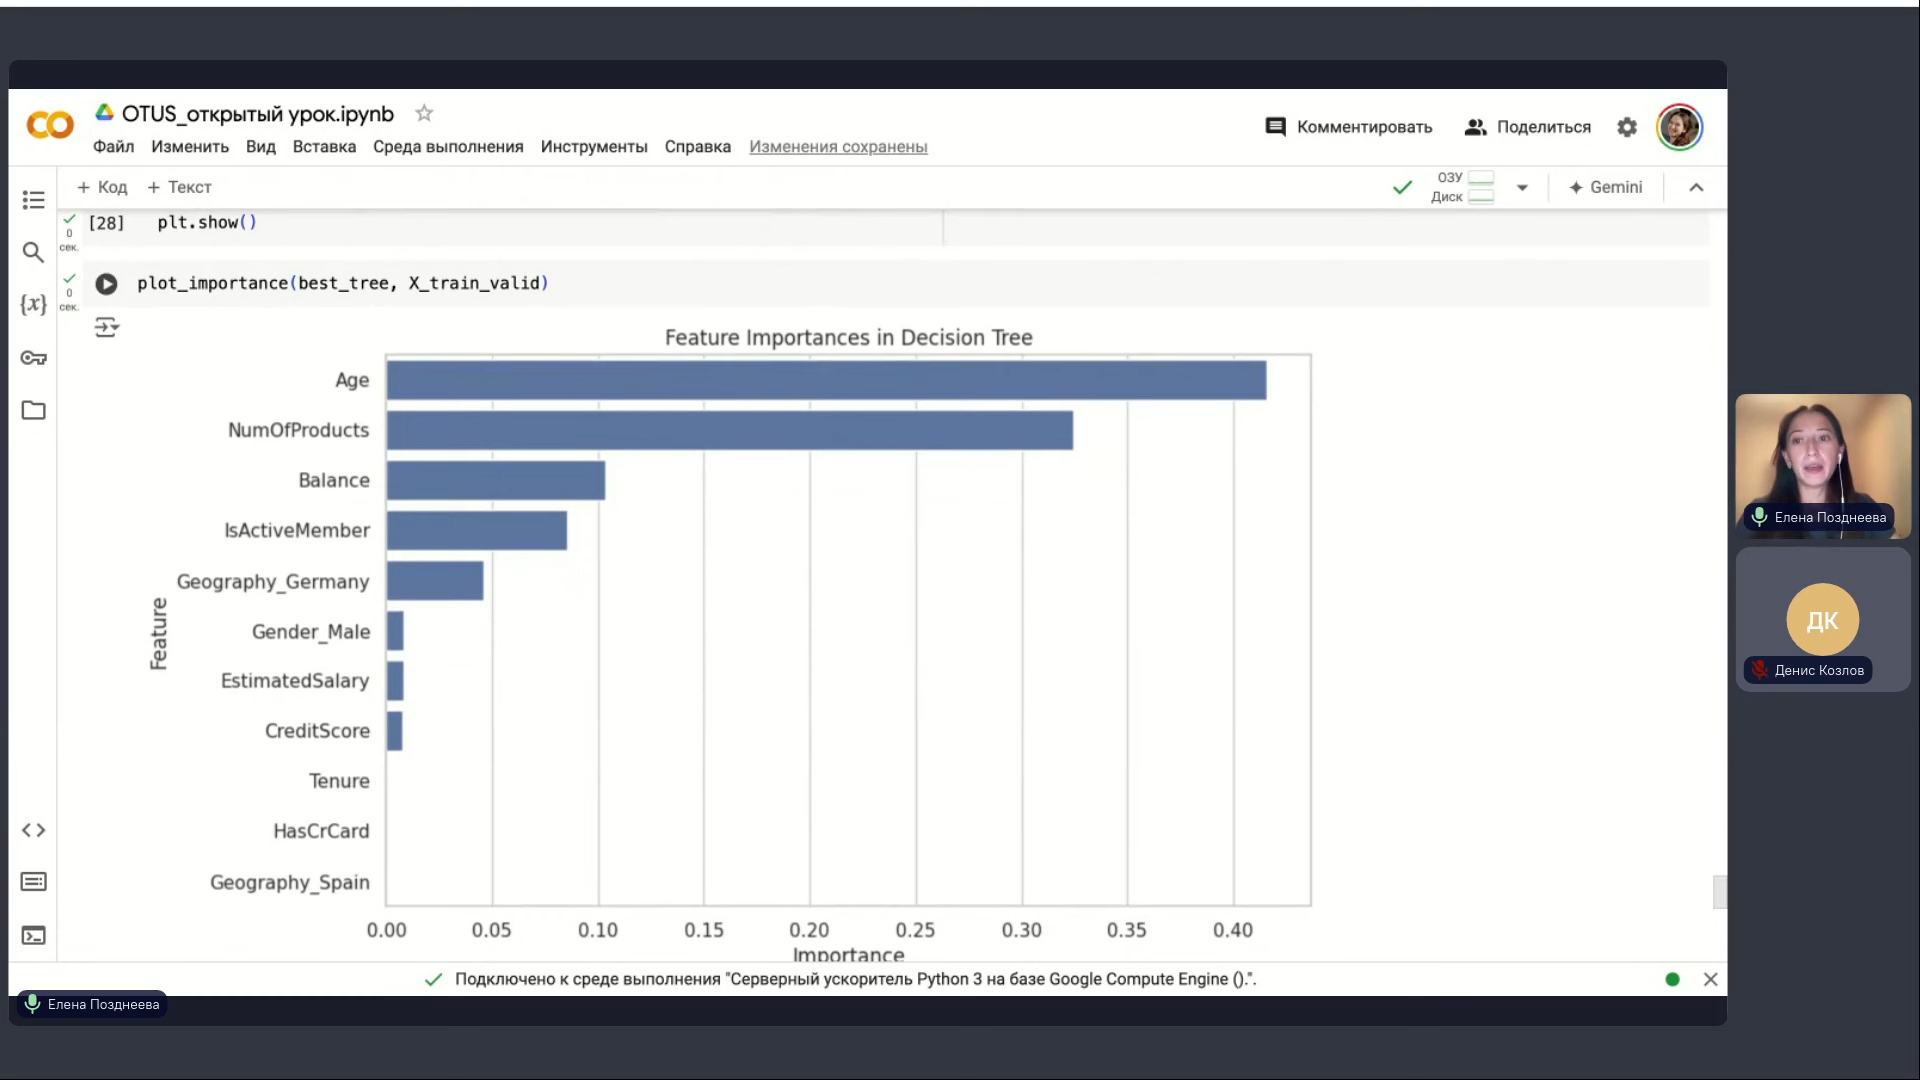 OTUS_открытый урок.ipynb
Комментировать
Поделиться
Файл Изменить Вид Вставка Среда выполнения Инструменты Справка Изменения сохранены
+ Код + Текст
ОЗУ
Диск
Gemini
0
сек.
[28] plt.show()
0
сек.
plot_importance(best_tree, X_train_valid)
{x}
Feature Importances in Decision Tree
Age
NumOfProducts
Balance
IsActiveMember
Geography_Germany
Gender_Male
EstimatedSalary
CreditScore
Tenure
HasCrCard
Geography_Spain
Feature
0.00 0.05 0.10 0.15 0.20 0.25 0.30 0.35 0.40
Importance
Подключено к среде выполнения "Серверный ускоритель Python 3 на базе Google Compute Engine ().".
Елена Позднеева
Елена Позднеева
ДК
Денис Козлов